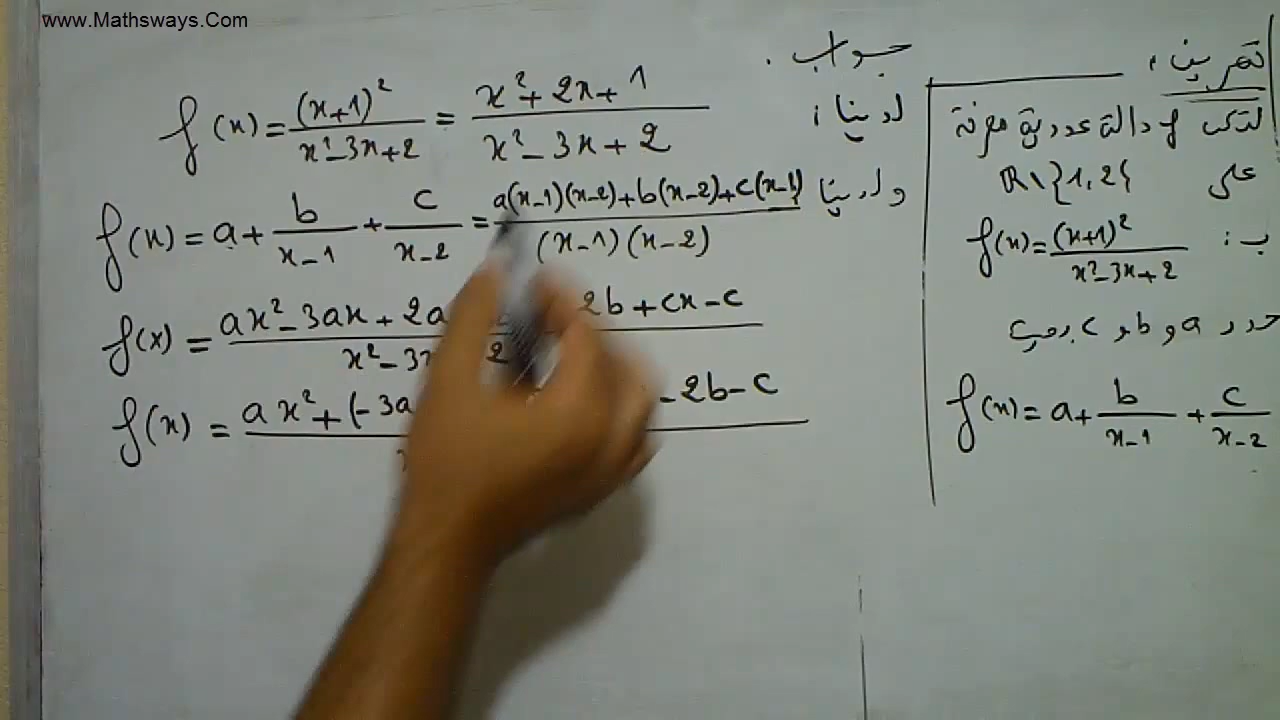 www.Mathsways.Com
تمرين:
لتكن f دالة عددية معرفة
على R\{1,2}
ب: f(x)=(x+1)²/(x²-3x+2)
حدد a و b و c بحيث
f(x)=a+b/(x-1)+c/(x-2)
جواب.
لدينا:
f(x)=(x+1)²/(x²-3x+2)=(x²+2x+1)/(x²-3x+2)
ولدينا
f(x)=a+b/(x-1)+c/(x-2)=(a(x-1)(x-2)+b(x-2)+c(x-1))/((x-1)(x-2))
f(x)=ax²-3ax+2a 2b+cx-c
x²-3x 2
f(x)=ax²+(-3a -2b-c